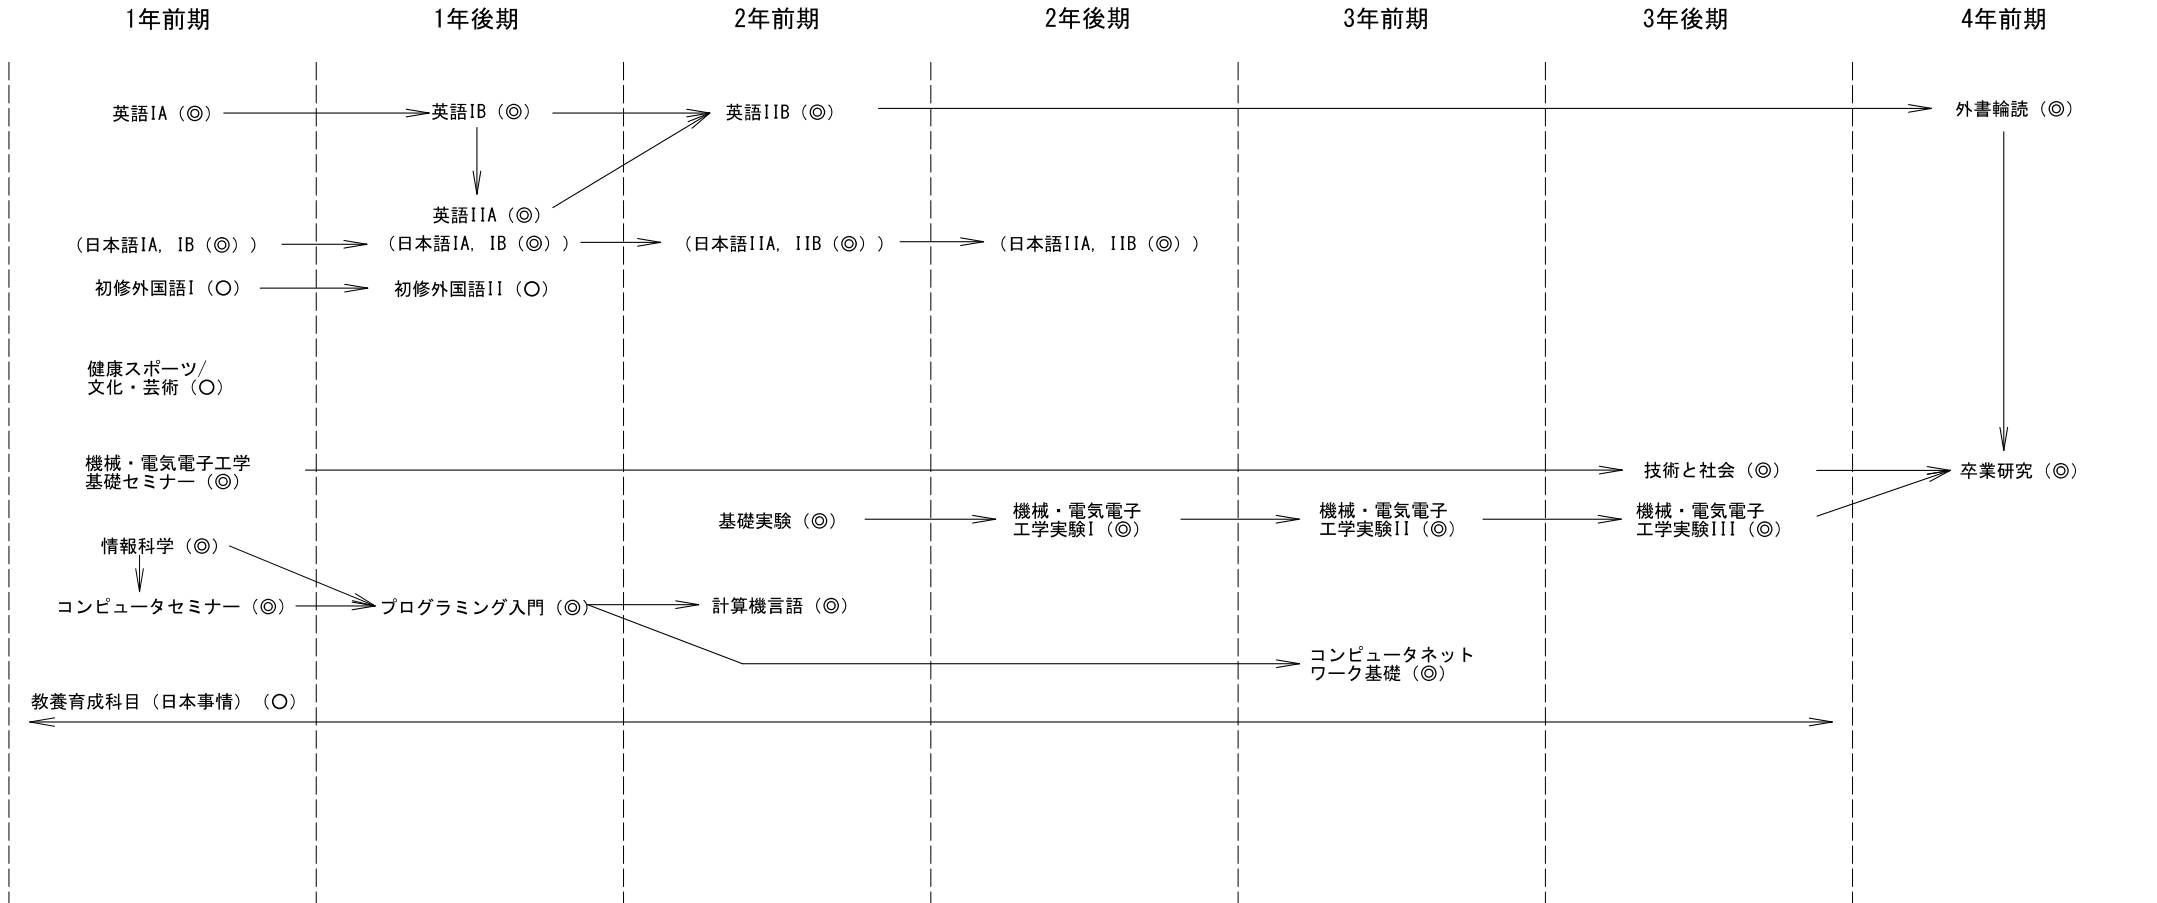 1年前期
1年後期
2年前期
2年後期
3年前期
3年後期
4年前期
英語IA（◎）
英語IB（◎）
英語IIB（◎）
外書輪読（◎）
英語IIA（◎）
（日本語IA, IB（◎））
（日本語IA, IB（◎））
（日本語IIA, IIB（◎））
（日本語IIA, IIB（◎））
初修外国語I（○）
初修外国語II（○）
健康スポーツ/
文化・芸術（○）
機械・電気電子工学
基礎セミナー（◎）
技術と社会（◎）
卒業研究（◎）
基礎実験（◎）
機械・電気電子
工学実験I（◎）
機械・電気電子
工学実験II（◎）
機械・電気電子
工学実験III（◎）
情報科学（◎）
コンピュータセミナー（◎）
プログラミング入門（◎）
計算機言語（◎）
コンピュータネット
ワーク基礎（◎）
教養育成科目（日本事情）（○）